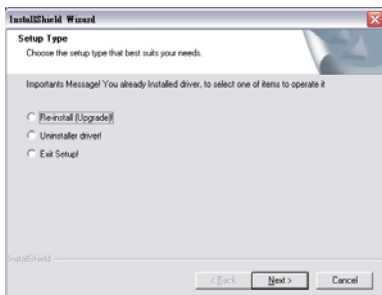 InstallShield Wizard
Setup Type
Choose the setup type that best suits your needs.
Importants Message! You already Installed driver, to select one of items to operate it
Re-install (Upgrade)!
Uninstaller driver!
Exit Setup!
InstallShield
< Back
Next >
Cancel